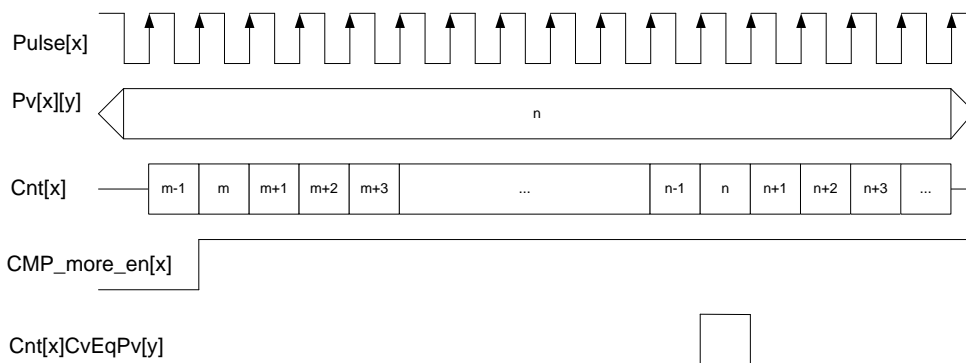 Pulse[x]
Pv[x][y]
n
Cnt[x]
m-1 m m+1 m+2 m+3 ... n-1 n n+1 n+2 n+3 ...
CMP_more_en[x]
Cnt[x]CvEqPv[y]